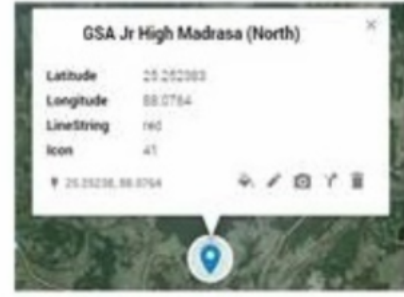 GSA Jr High Madrasa (North)
Latitude 25.252383
Longitude 88.0764
LineString red
Icon 41
25.25238, 88.0764